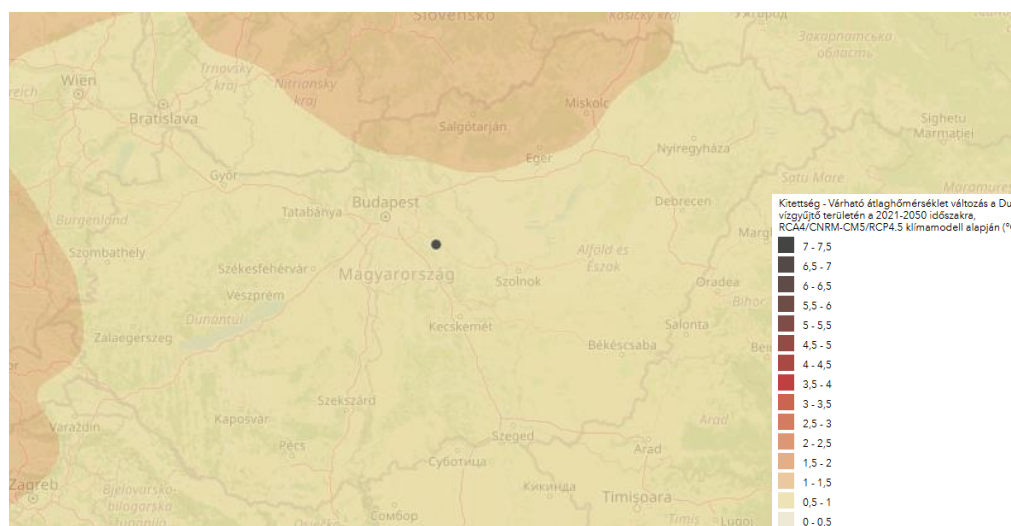 Slovensko
Košický kraj
Ужгород
Закарпатська
область
Wien
Trnavský
kraj
Nitriansky
kraj
reich
Bratislava
Miskolc
Salgótarján
Sighetu
Marmației
Eger
Nyíregyháza
Győr
Satu Mare
Maramureș
Burgenland
Tatabánya
Budapest
Debrecen
Szombathely
Székesfehérvár
Magyarország
Alföld és
Észak
Szolnok
Oradea
Bihor
Veszprém
Dunántúl
Zalaegerszeg
Kecskemét
Salonta
Békéscsaba
Szekszárd
Varaždin
Kaposvár
Pécs
Szeged
Arad
Arad
Суботица
Zagreb
Bjelovarsko-
bilogorska
županija
Кикинда
Timișoara
Сомбор
Timiș
Lugoj
Kitettség - Várható átlaghőmérséklet változás a Du
vízgyűjtő területén a 2021-2050 időszakra,
RCA4/CNRM-CM5/RCP4.5 klímamodell alapján (°
7 - 7,5
6,5 - 7
6 - 6,5
5,5 - 6
5 - 5,5
4,5 - 5
4 - 4,5
3,5 - 4
3 - 3,5
2,5 - 3
2 - 2,5
1,5 - 2
1 - 1,5
0,5 - 1
0 - 0,5